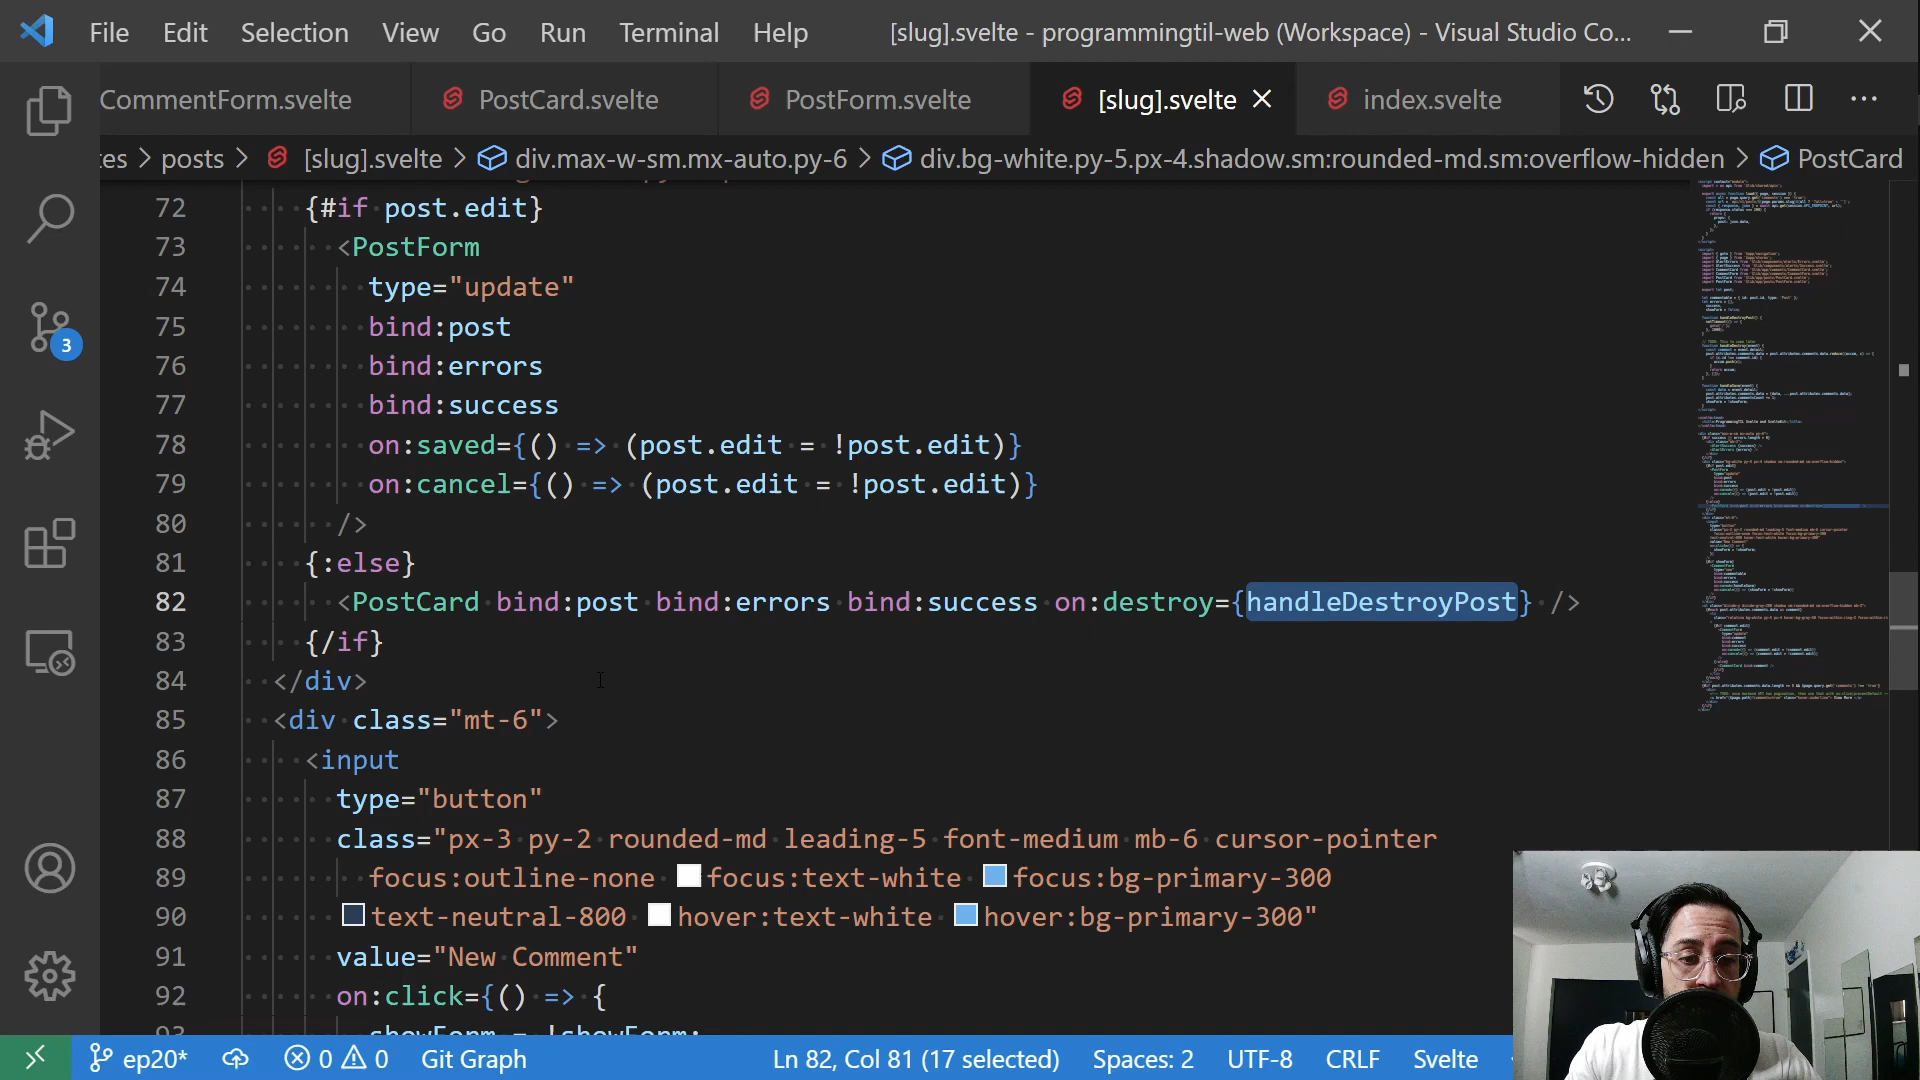 File Edit Selection View Go Run Terminal Help [slug].svelte - programmingtil-web (Workspace) - Visual Studio Co...
CommentForm.svelte PostCard.svelte PostForm.svelte [slug].svelte index.svelte
tes > posts > [slug].svelte > div.max-w-sm.mx-auto.py-6 > div.bg-white.py-5.px-4.shadow.sm:rounded-md.sm:overflow-hidden > PostCard
72 {#if post.edit}
73 <PostForm
74 type="update"
75 bind:post
76 bind:errors
77 bind:success
78 on:saved={() => (post.edit = !post.edit)}
79 on:cancel={() => (post.edit = !post.edit)}
80 />
81 {:else}
82 <PostCard bind:post bind:errors bind:success on:destroy={handleDestroyPost} />
83 {/if}
84 </div>
85 <div class="mt-6">
86 <input
87 type="button"
88 class="px-3 py-2 rounded-md leading-5 font-medium mb-6 cursor-pointer
89 focus:outline-none focus:text-white focus:bg-primary-300
90 text-neutral-800 hover:text-white hover:bg-primary-300"
91 value="New Comment"
92 on:click={() => {
93 showForm = !showForm;
3
ep20* 0 0 Git Graph Ln 82, Col 81 (17 selected) Spaces: 2 UTF-8 CRLF Svelte